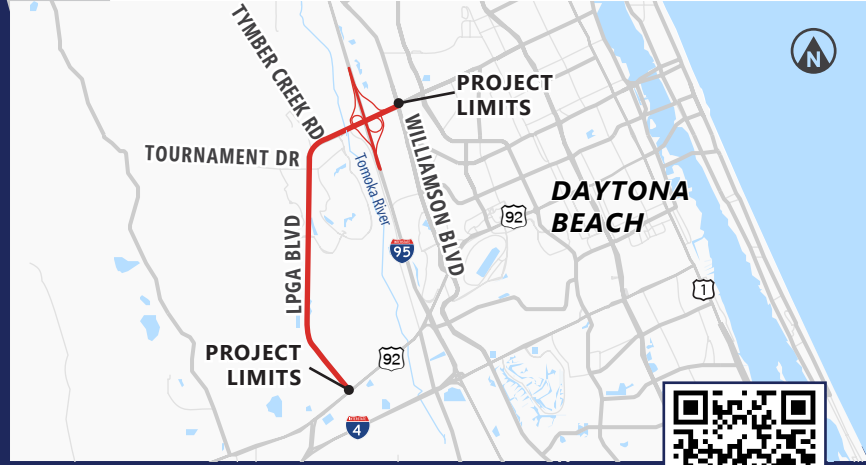 TYMBER CREEK RD
N
PROJECT
LIMITS
TOURNAMENT DR
Tomoka River
WILLIAMSON BLVD
DAYTONA
BEACH
92
95
LPGA BLVD
1
PROJECT
LIMITS
92
4